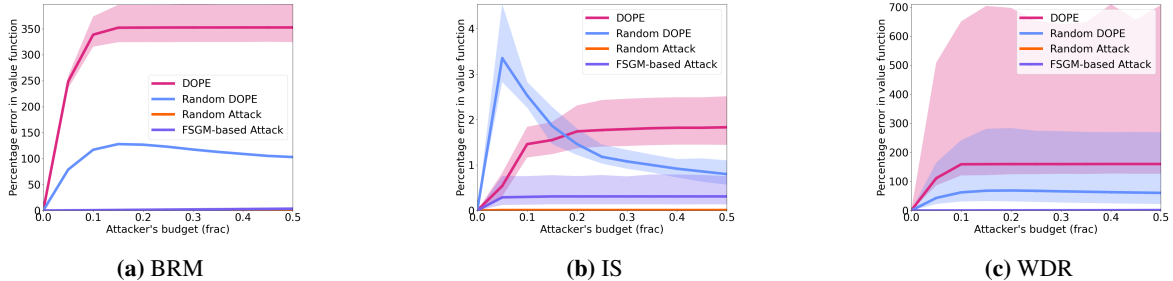 Percentage error in value function
350
300
250
200
150
100
50
0
0.0 0.1 0.2 0.3 0.4 0.5
Attacker's budget (frac)
DOPE
Random DOPE
Random Attack
FSGM-based Attack
(a) BRM
Percentage error in value function
4
3
2
1
0
0.0 0.1 0.2 0.3 0.4 0.5
Attacker's budget (frac)
DOPE
Random DOPE
Random Attack
FSGM-based Attack
(b) IS
Percentage error in value function
700
600
500
400
300
200
100
0
0.0 0.1 0.2 0.3 0.4 0.5
Attacker's budget (frac)
DOPE
Random DOPE
Random Attack
FSGM-based Attack
(c) WDR